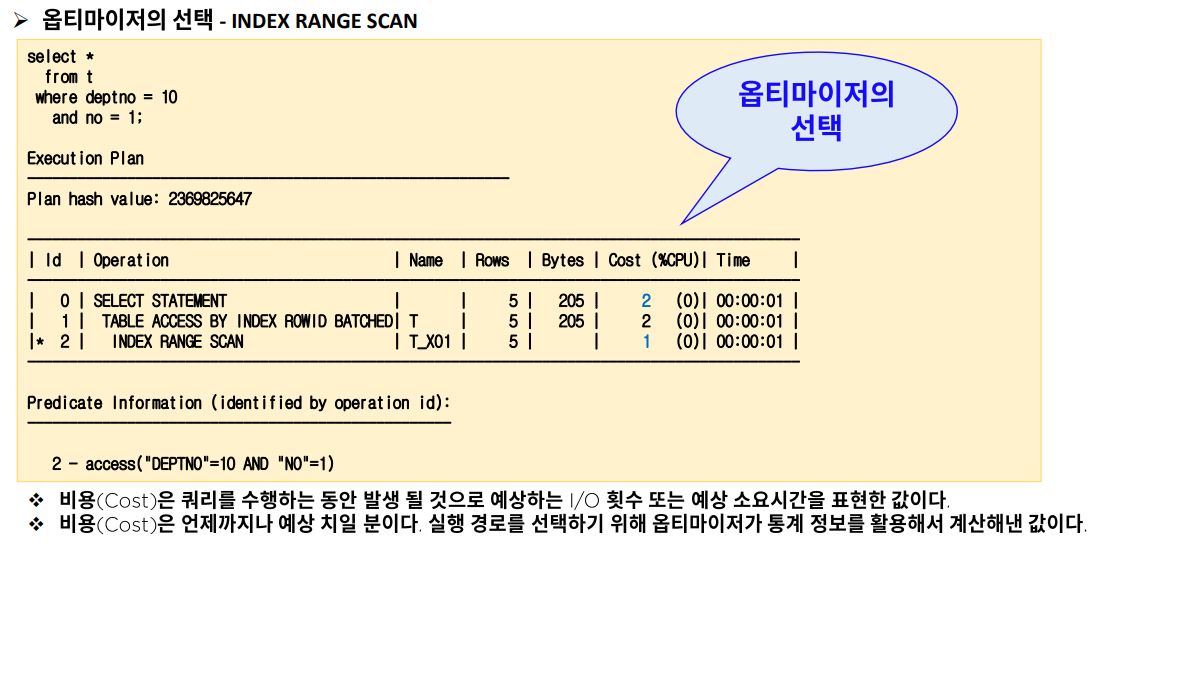 ➢ 옵티마이저의 선택 - INDEX RANGE SCAN
select *
from t
where deptno = 10
and no = 1;
옵티마이저의
선택
Execution Plan
----------------------------------------------------------
Plan hash value: 2369825647
---------------------------------------------------------------------------------------------
| Id | Operation | Name | Rows | Bytes | Cost (%CPU)| Time |
---------------------------------------------------------------------------------------------
| 0 | SELECT STATEMENT | | 5 | 205 | 2 (0)| 00:00:01 |
| 1 | TABLE ACCESS BY INDEX ROWID BATCHED| T | 5 | 205 | 2 (0)| 00:00:01 |
|* 2 | INDEX RANGE SCAN | T_X01 | 5 | | 1 (0)| 00:00:01 |
---------------------------------------------------------------------------------------------
Predicate Information (identified by operation id):
---------------------------------------------------
2 - access("DEPTNO"=10 AND "NO"=1)
❖ 비용(Cost)은 쿼리를 수행하는 동안 발생 될 것으로 예상하는 I/O 횟수 또는 예상 소요시간을 표현한 값이다.
❖ 비용(Cost)은 언제까지나 예상 치일 분이다. 실행 경로를 선택하기 위해 옵티마이저가 통계 정보를 활용해서 계산해낸 값이다.